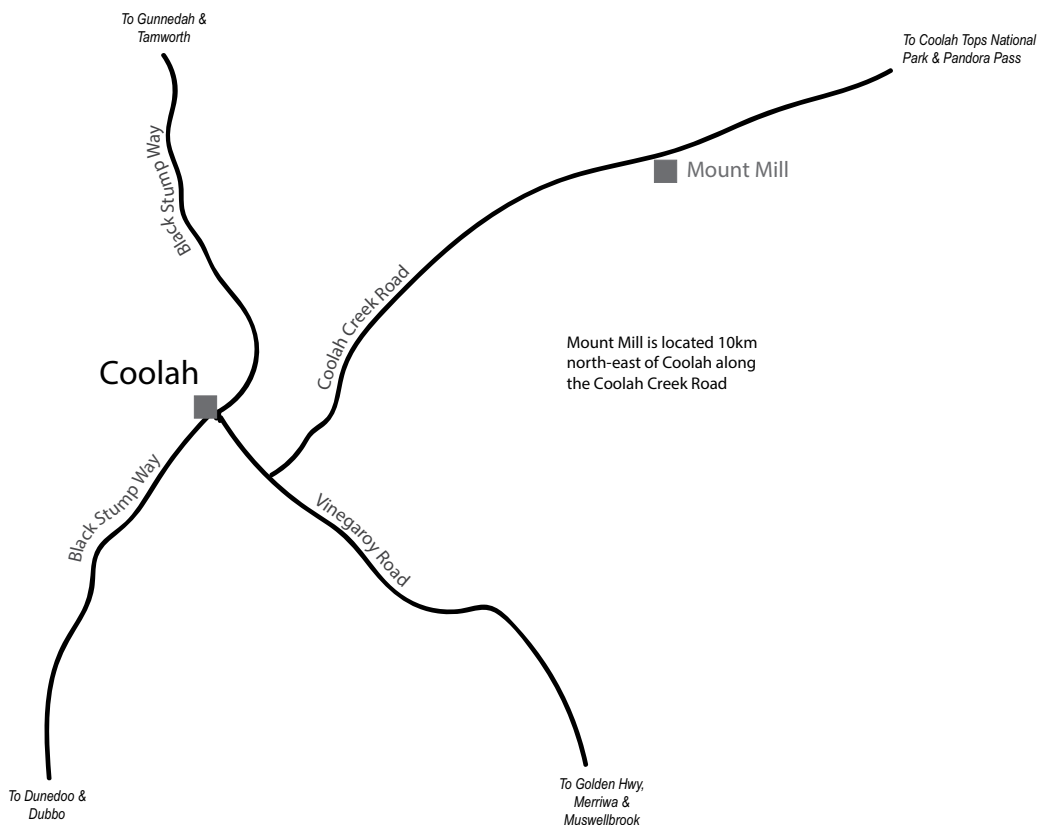 To Gunnedah &
Tamworth
To Coolah Tops National
Park & Pandora Pass
Black Stump Way
Mount Mill
Coolah Creek Road
Mount Mill is located 10km
north-east of Coolah along
the Coolah Creek Road
Coolah
Black Stump Way
Vinegaroy Road
To Dunedoo &
Dubbo
To Golden Hwy,
Merriwa &
Muswellbrook